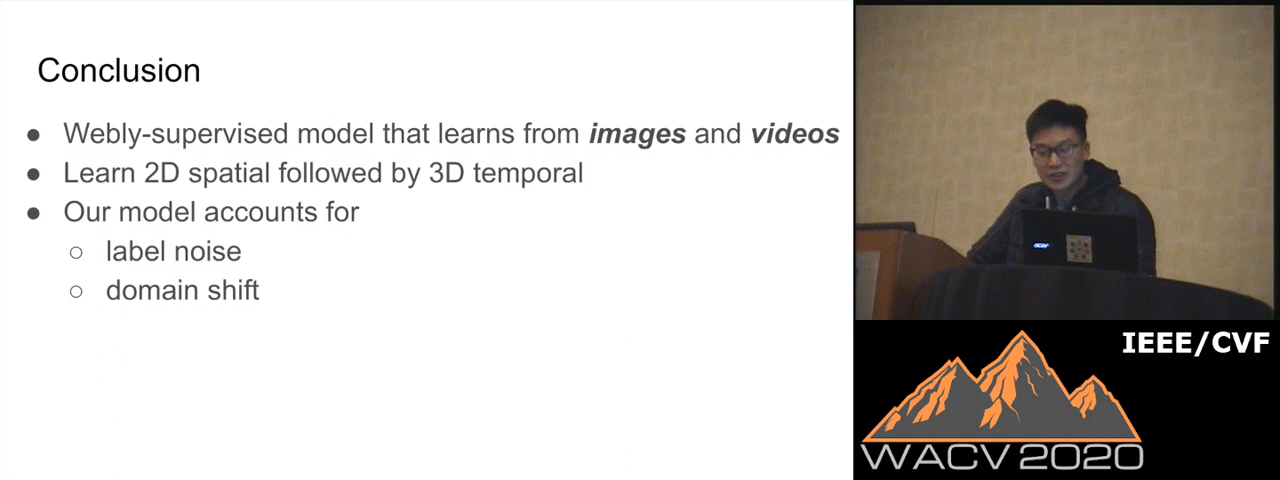 Conclusion
● Webly-supervised model that learns from images and videos
● Learn 2D spatial followed by 3D temporal
● Our model accounts for
○ label noise
○ domain shift
acer
IEEE/CVF
WACV 2020